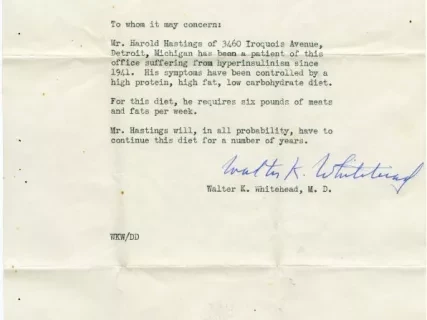 To whom it may concern:
Mr. Harold Hastings of 3460 Iroquois Avenue,
Detroit, Michigan has been a patient of this
office suffering from hyperinsulinism since
1941. His symptoms have been controlled by a
high protein, high fat, low carbohydrate diet.
For this diet, he requires six pounds of meats
and fats per week.
Mr. Hastings will, in all probability, have to
continue this diet for a number of years.
Walter K. Whitehead
Walter K. Whitehead, M. D.
WKW/DD